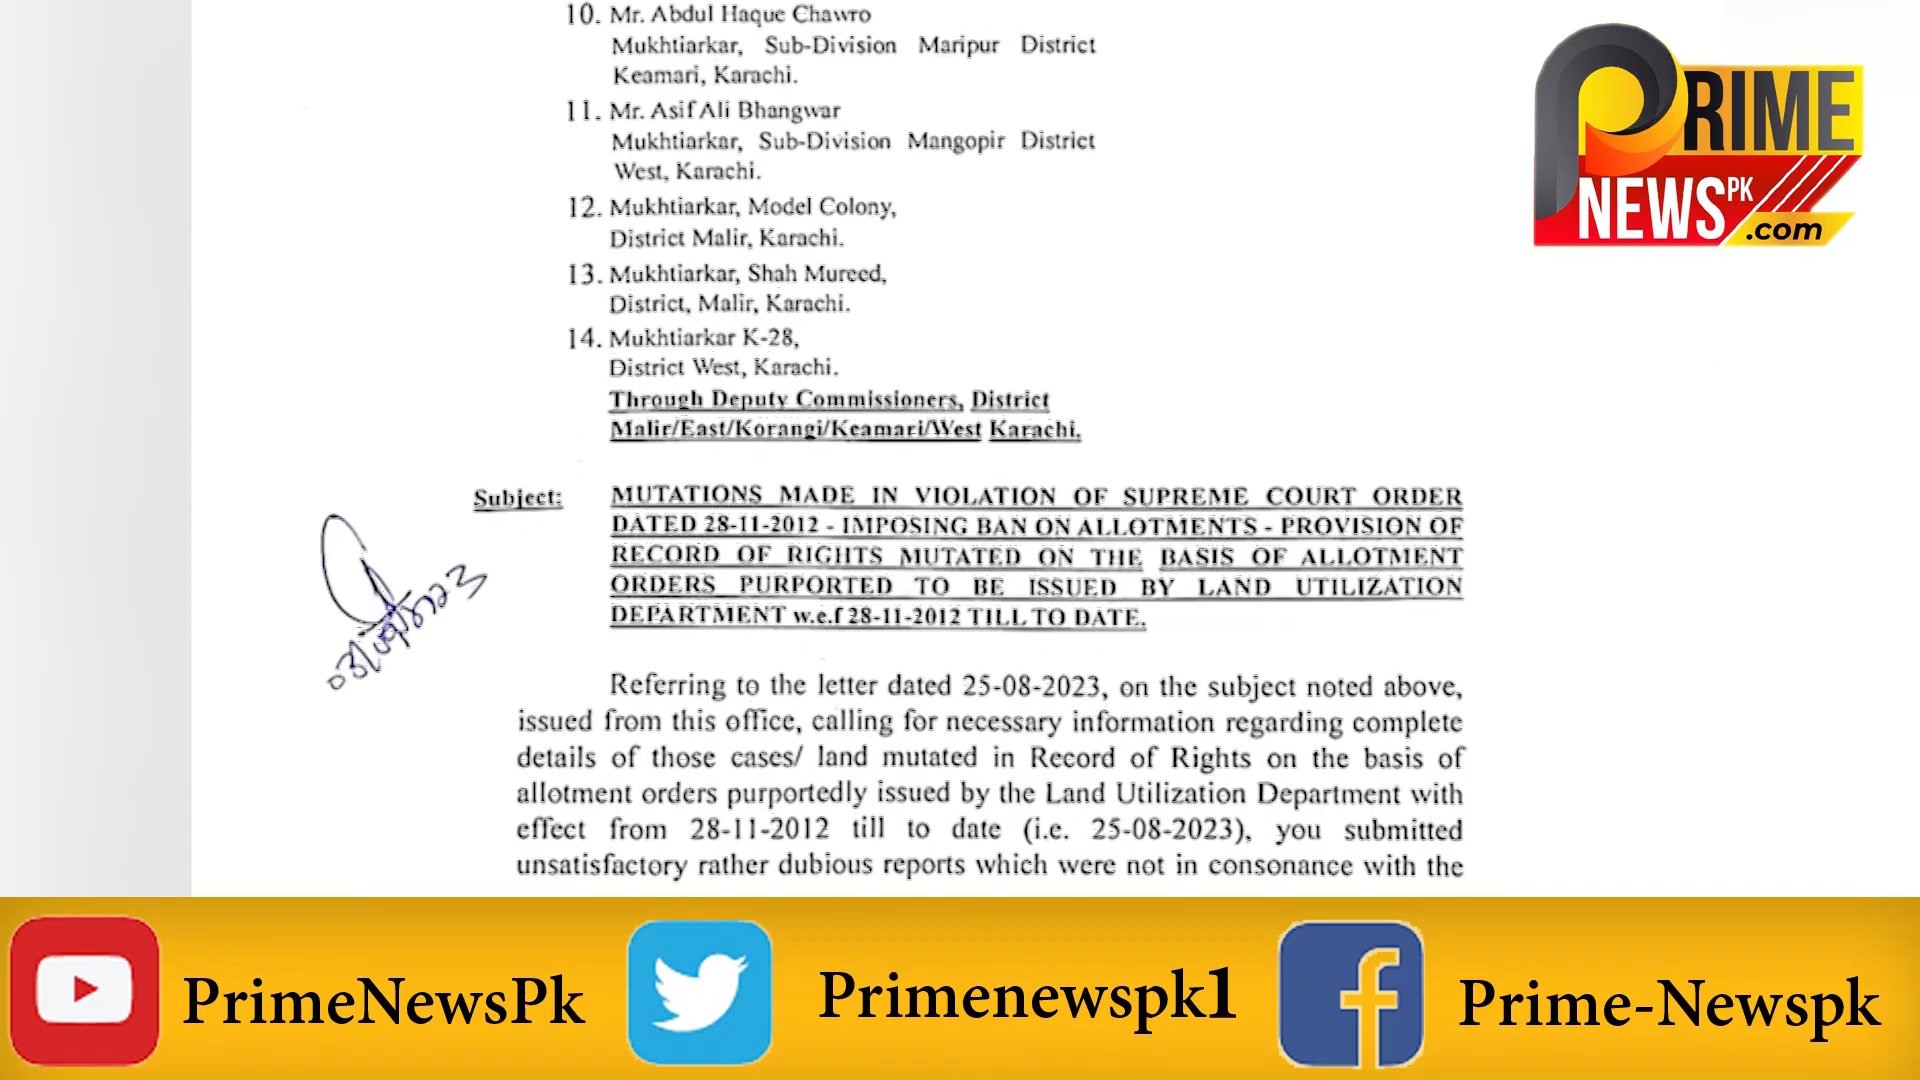 10. Mr. Abdul Haque Chawro
Mukhtiarkar, Sub-Division Maripur District
Keamari, Karachi.
11. Mr. Asif Ali Bhangwar
Mukhtiarkar, Sub-Division Mangopir District
West, Karachi.
12. Mukhtiarkar, Model Colony,
District Malir, Karachi.
13. Mukhtiarkar, Shah Mureed,
District, Malir, Karachi.
14. Mukhtiarkar K-28,
District West, Karachi.
Through Deputy Commissioners, District
Malir/East/Korangi/Keamari/West Karachi.
Subject: MUTATIONS MADE IN VIOLATION OF SUPREME COURT ORDER
DATED 28-11-2012 - IMPOSING BAN ON ALLOTMENTS - PROVISION OF
RECORD OF RIGHTS MUTATED ON THE BASIS OF ALLOTMENT
ORDERS PURPORTED TO BE ISSUED BY LAND UTILIZATION
DEPARTMENT w.e.f 28-11-2012 TILL TO DATE.
Referring to the letter dated 25-08-2023, on the subject noted above,
issued from this office, calling for necessary information regarding complete
details of those cases/ land mutated in Record of Rights on the basis of
allotment orders purportedly issued by the Land Utilization Department with
effect from 28-11-2012 till to date (i.e. 25-08-2023), you submitted
unsatisfactory rather dubious reports which were not in consonance with the
PRIME
NEWS PK
.com
PrimeNewsPk
Primenewspk1
Prime-Newspk